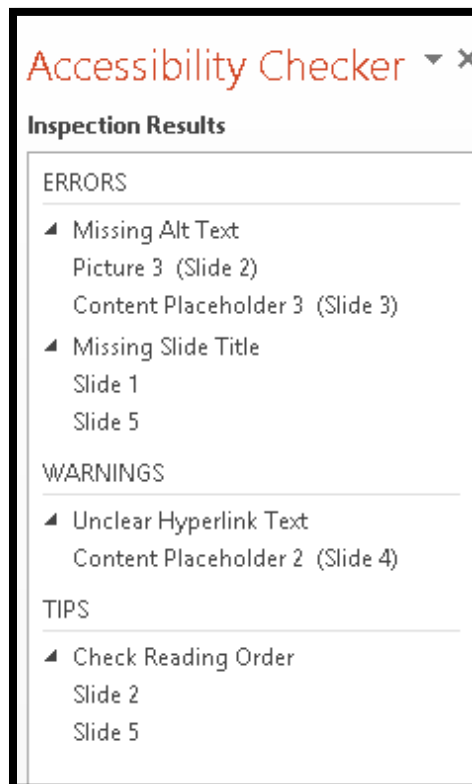 Accessibility Checker
Inspection Results
ERRORS
Missing Alt Text
Picture 3 (Slide 2)
Content Placeholder 3 (Slide 3)
Missing Slide Title
Slide 1
Slide 5
WARNINGS
Unclear Hyperlink Text
Content Placeholder 2 (Slide 4)
TIPS
Check Reading Order
Slide 2
Slide 5